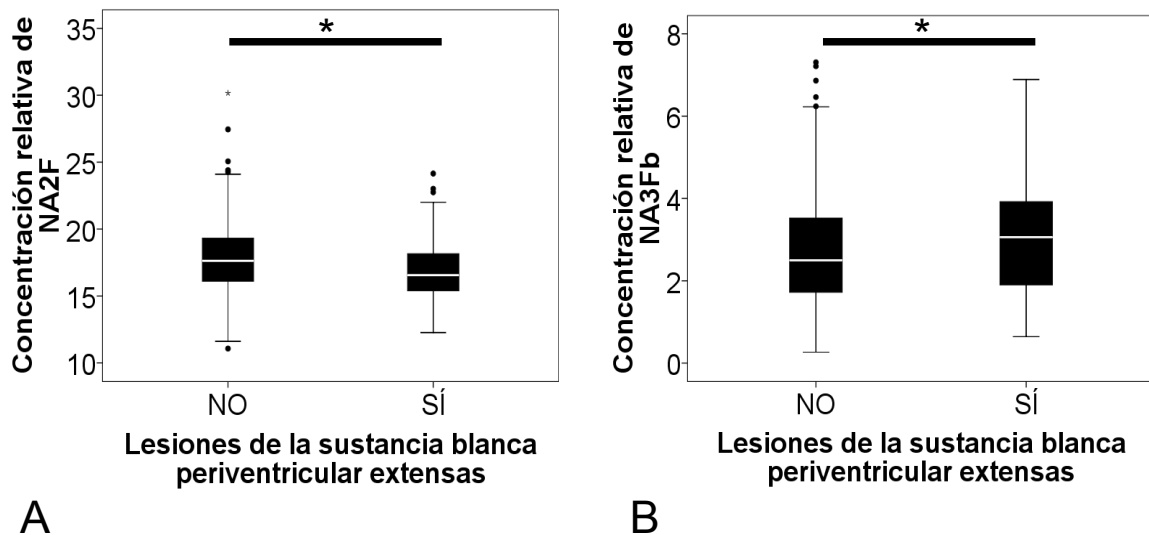 Concentración relativa de
NA2F
35
30
25
20
15
10
*
*
NO
SÍ
Lesiones de la sustancia blanca
periventricular extensas
A
Concentración relativa de
NA3Fb
8
6
4
2
0
*
NO
SÍ
Lesiones de la sustancia blanca
periventricular extensas
B